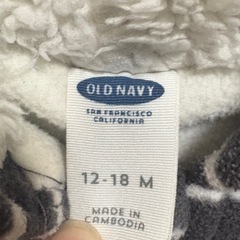 OLD NAVY
SAN FRANCISCO
CALIFORNIA
12-18 M
MADE IN
CAMBODIA